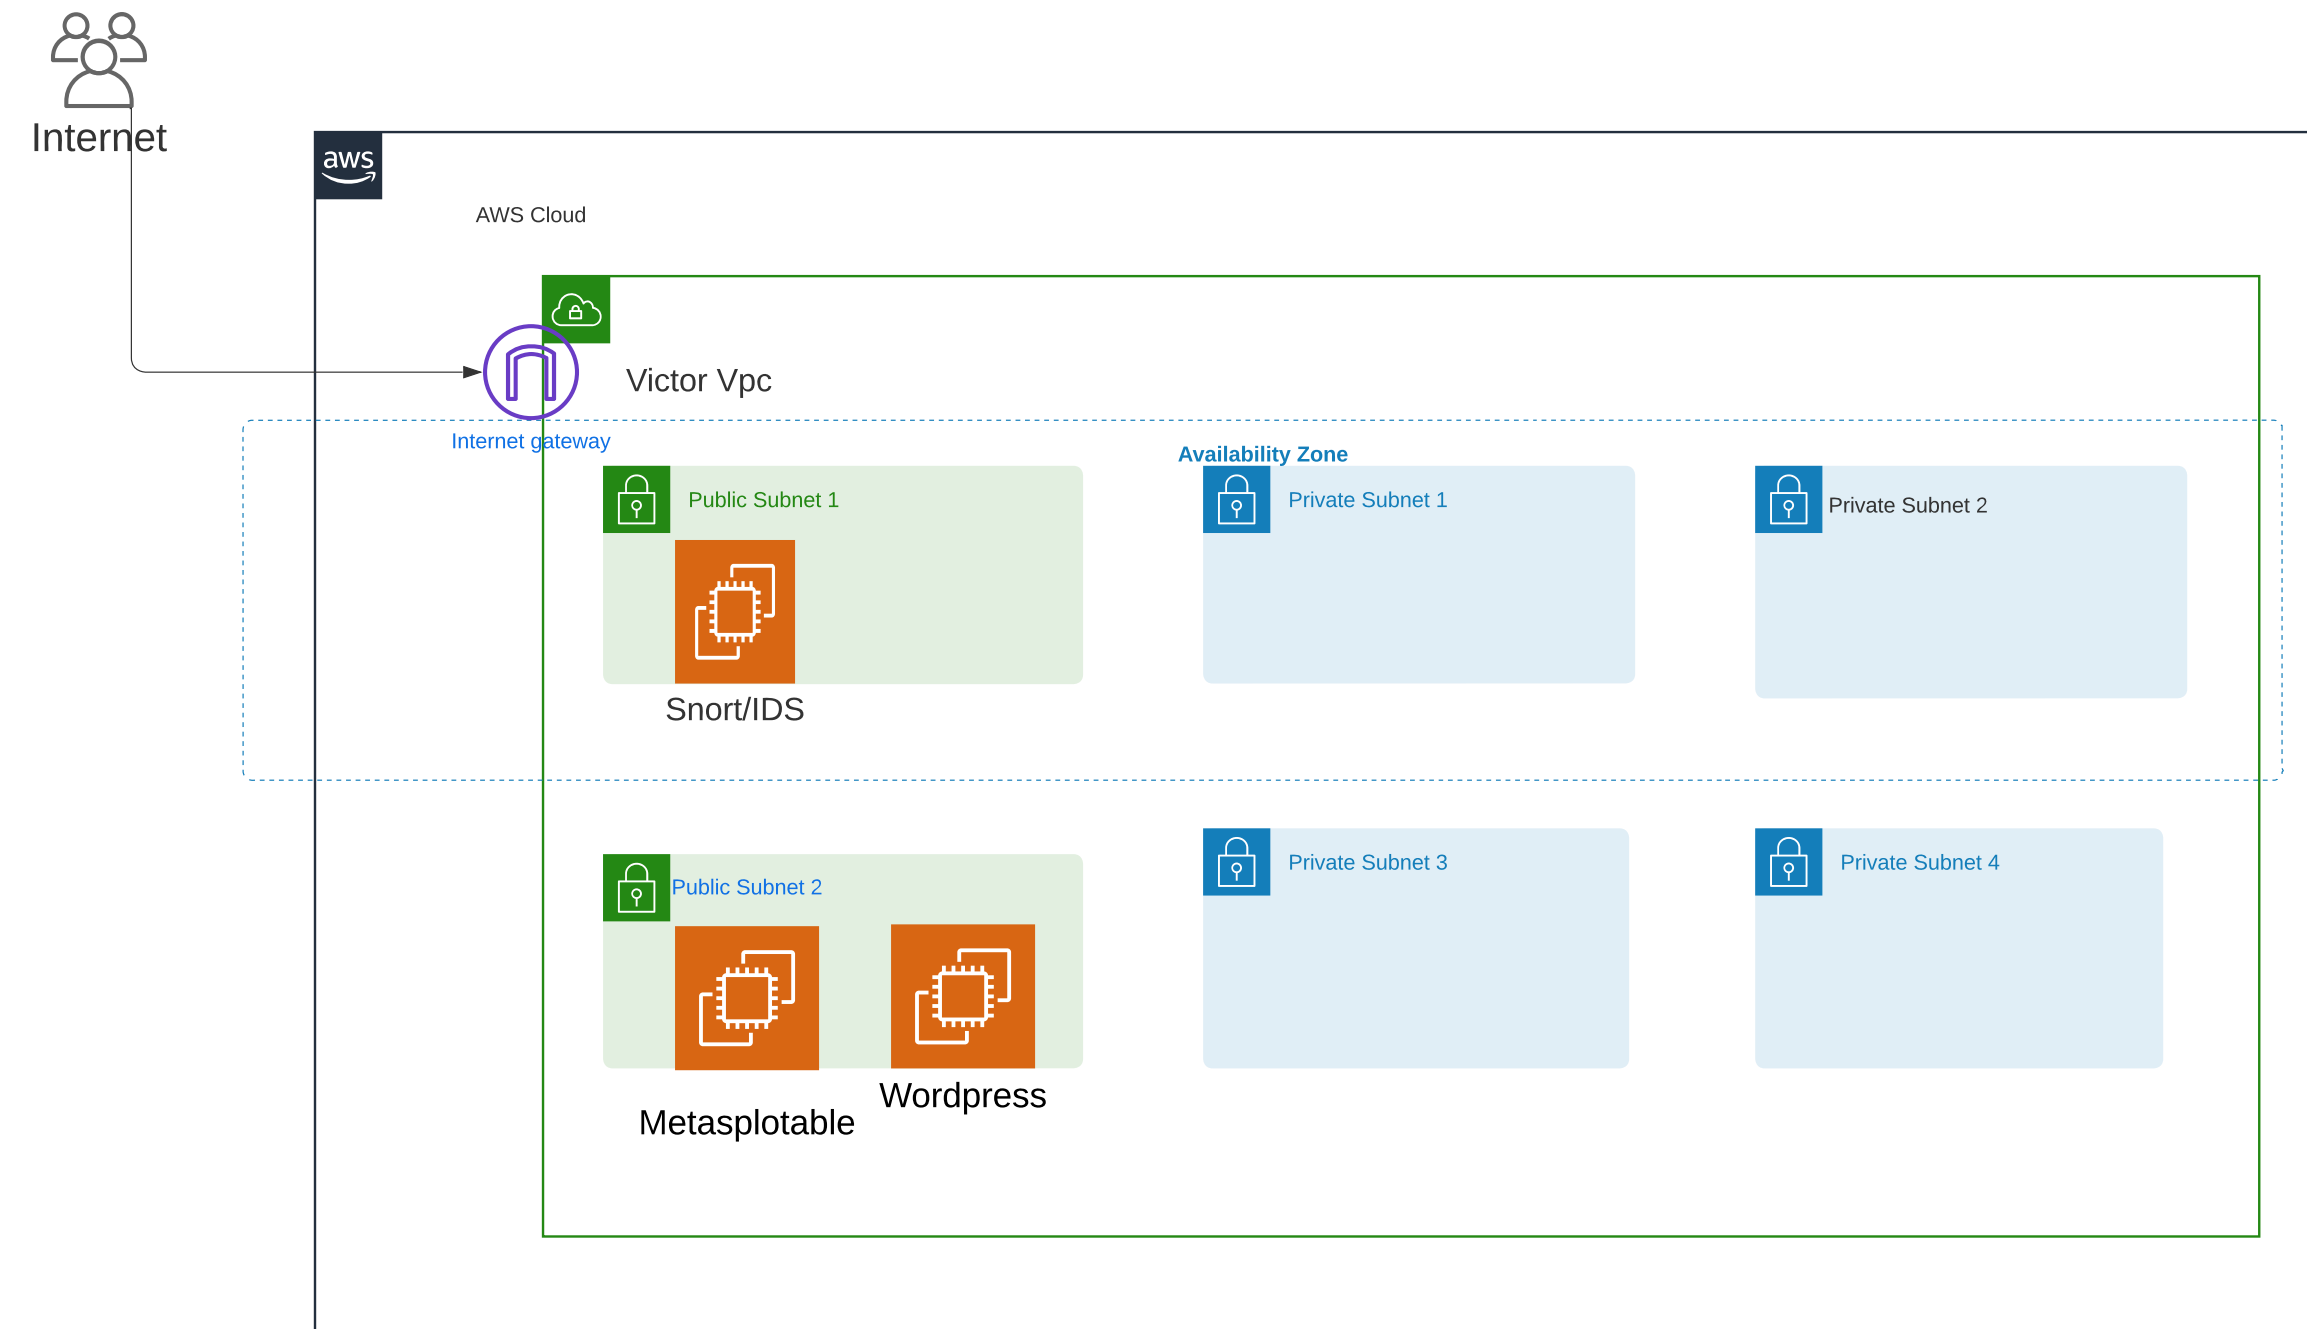 Internet
aws
AWS Cloud
Victor Vpc
Internet gateway
Availability Zone
Public Subnet 1
Private Subnet 1
Private Subnet 2
Snort/IDS
Private Subnet 3
Private Subnet 4
Public Subnet 2
Wordpress
Metasplotable